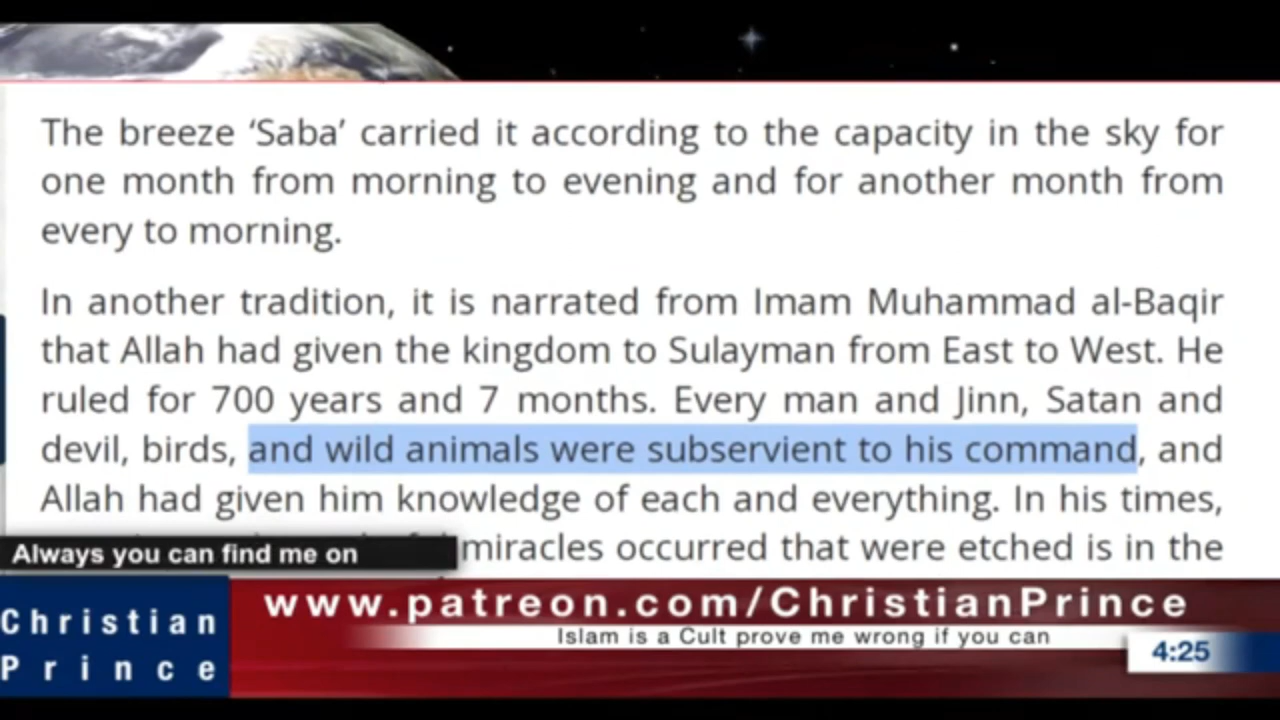 The breeze ‘Saba’ carried it according to the capacity in the sky for
one month from morning to evening and for another month from
every to morning.
In another tradition, it is narrated from Imam Muhammad al-Baqir
that Allah had given the kingdom to Sulayman from East to West. He
ruled for 700 years and 7 months. Every man and Jinn, Satan and
devil, birds, and wild animals were subservient to his command, and
Allah had given him knowledge of each and everything. In his times,
miracles occurred that were etched is in the
Always you can find me on
Christian
Prince
www.patreon.com/ChristianPrince
Islam is a Cult prove me wrong if you can
4:25